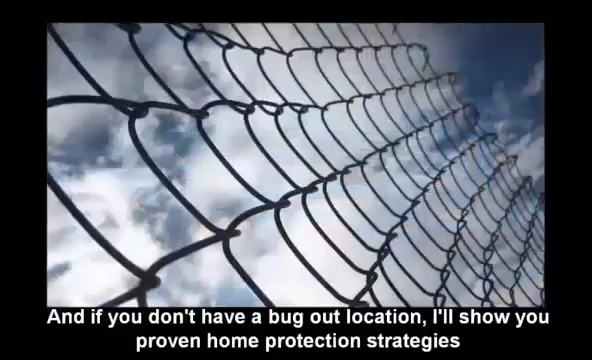 And if you don't have a bug out location, I'll show you
proven home protection strategies